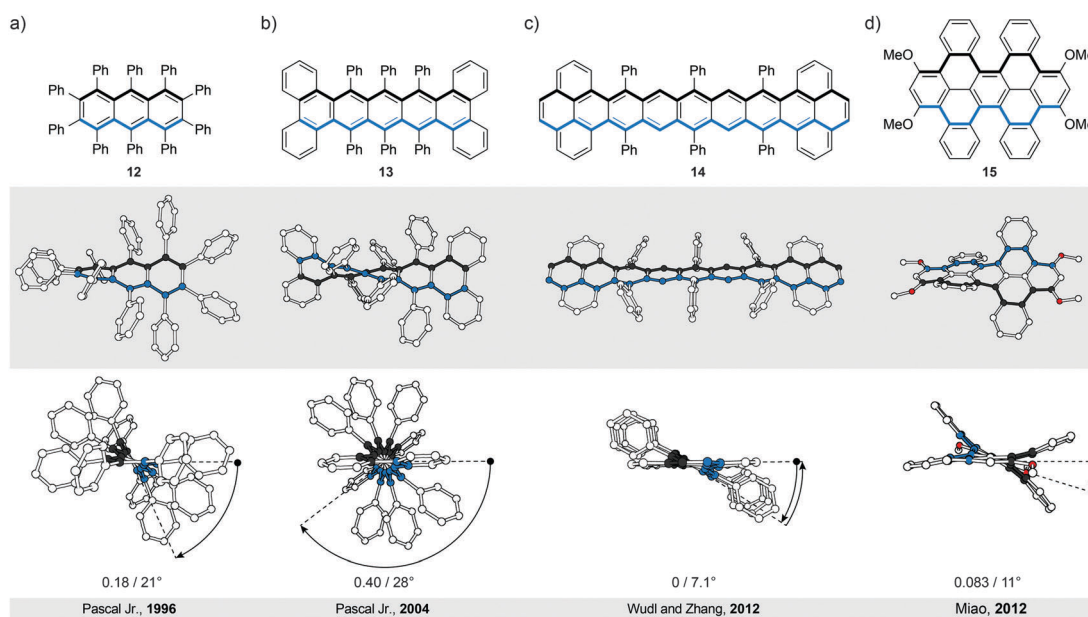 a)
b)
c)
d)
Ph Ph Ph
Ph Ph
Ph Ph
Ph Ph Ph
12
Ph Ph Ph
Ph Ph Ph
13
Ph Ph Ph
Ph Ph Ph
14
MeO OMe
MeO OMe
15
0.18 / 21°
0.40 / 28°
0 / 7.1°
0.083 / 11°
Pascal Jr., 1996
Pascal Jr., 2004
Wudl and Zhang, 2012
Miao, 2012